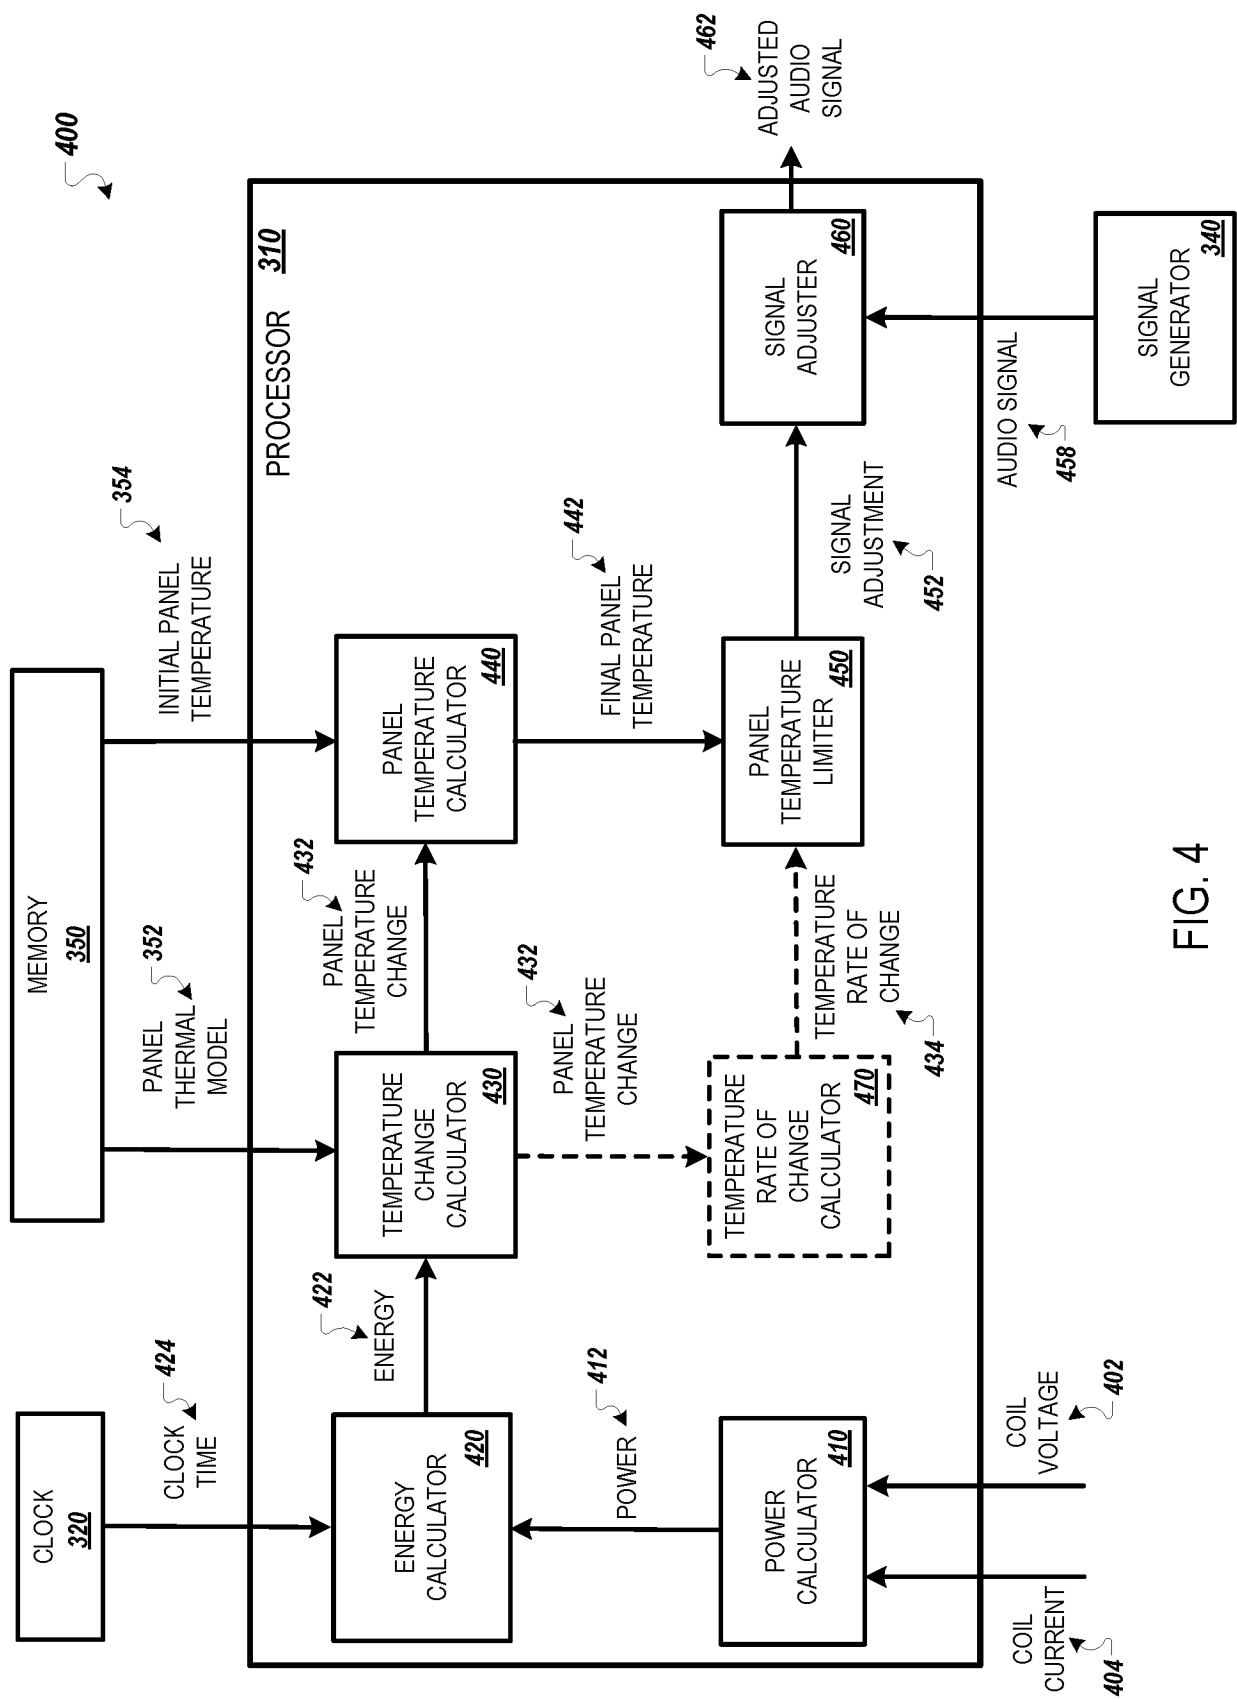 400
CLOCK
320
MEMORY
350
CLOCK
TIME
424
PANEL
THERMAL
MODEL
352
INITIAL PANEL
TEMPERATURE
354
PROCESSOR
310
ENERGY
CALCULATOR
420
ENERGY
422
TEMPERATURE
CHANGE
CALCULATOR
430
PANEL
TEMPERATURE
CHANGE
432
PANEL
TEMPERATURE
CALCULATOR
440
POWER
412
PANEL
TEMPERATURE
CHANGE
432
FINAL PANEL
TEMPERATURE
442
POWER
CALCULATOR
410
TEMPERATURE
RATE OF
CHANGE
CALCULATOR
470
TEMPERATURE
RATE OF
CHANGE
434
PANEL
TEMPERATURE
LIMITER
450
SIGNAL
ADJUSTMENT
452
SIGNAL
ADJUSTER
460
ADJUSTED
AUDIO
SIGNAL
462
COIL
CURRENT
404
COIL
VOLTAGE
402
AUDIO SIGNAL
458
SIGNAL
GENERATOR
340
FIG. 4